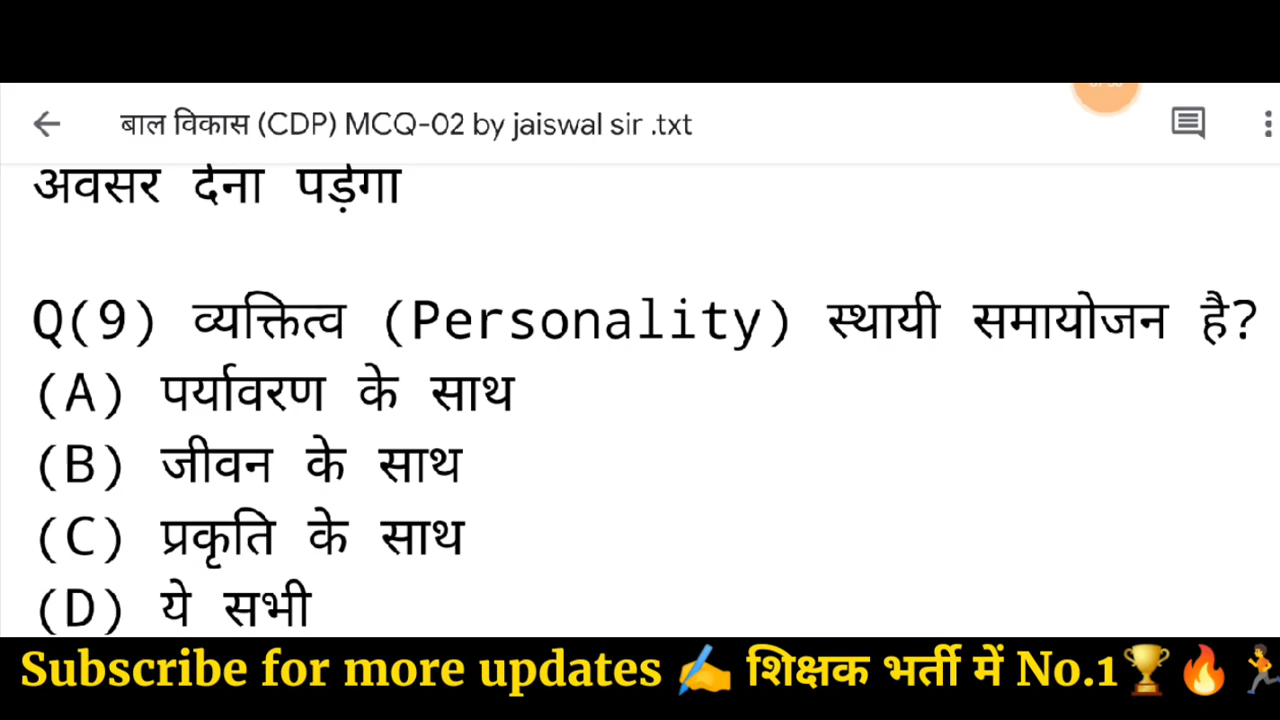 बाल विकास (CDP) MCQ-02 by jaiswal sir .txt
अवसर देना पड़ेगा
Q(9) व्यक्तित्व (Personality) स्थायी समायोजन है?
(A) पर्यावरण के साथ
(B) जीवन के साथ
(C) प्रकृति के साथ
(D) ये सभी
Subscribe for more updates ✍️ शिक्षक भर्ती में No.1🏆🔥🏃